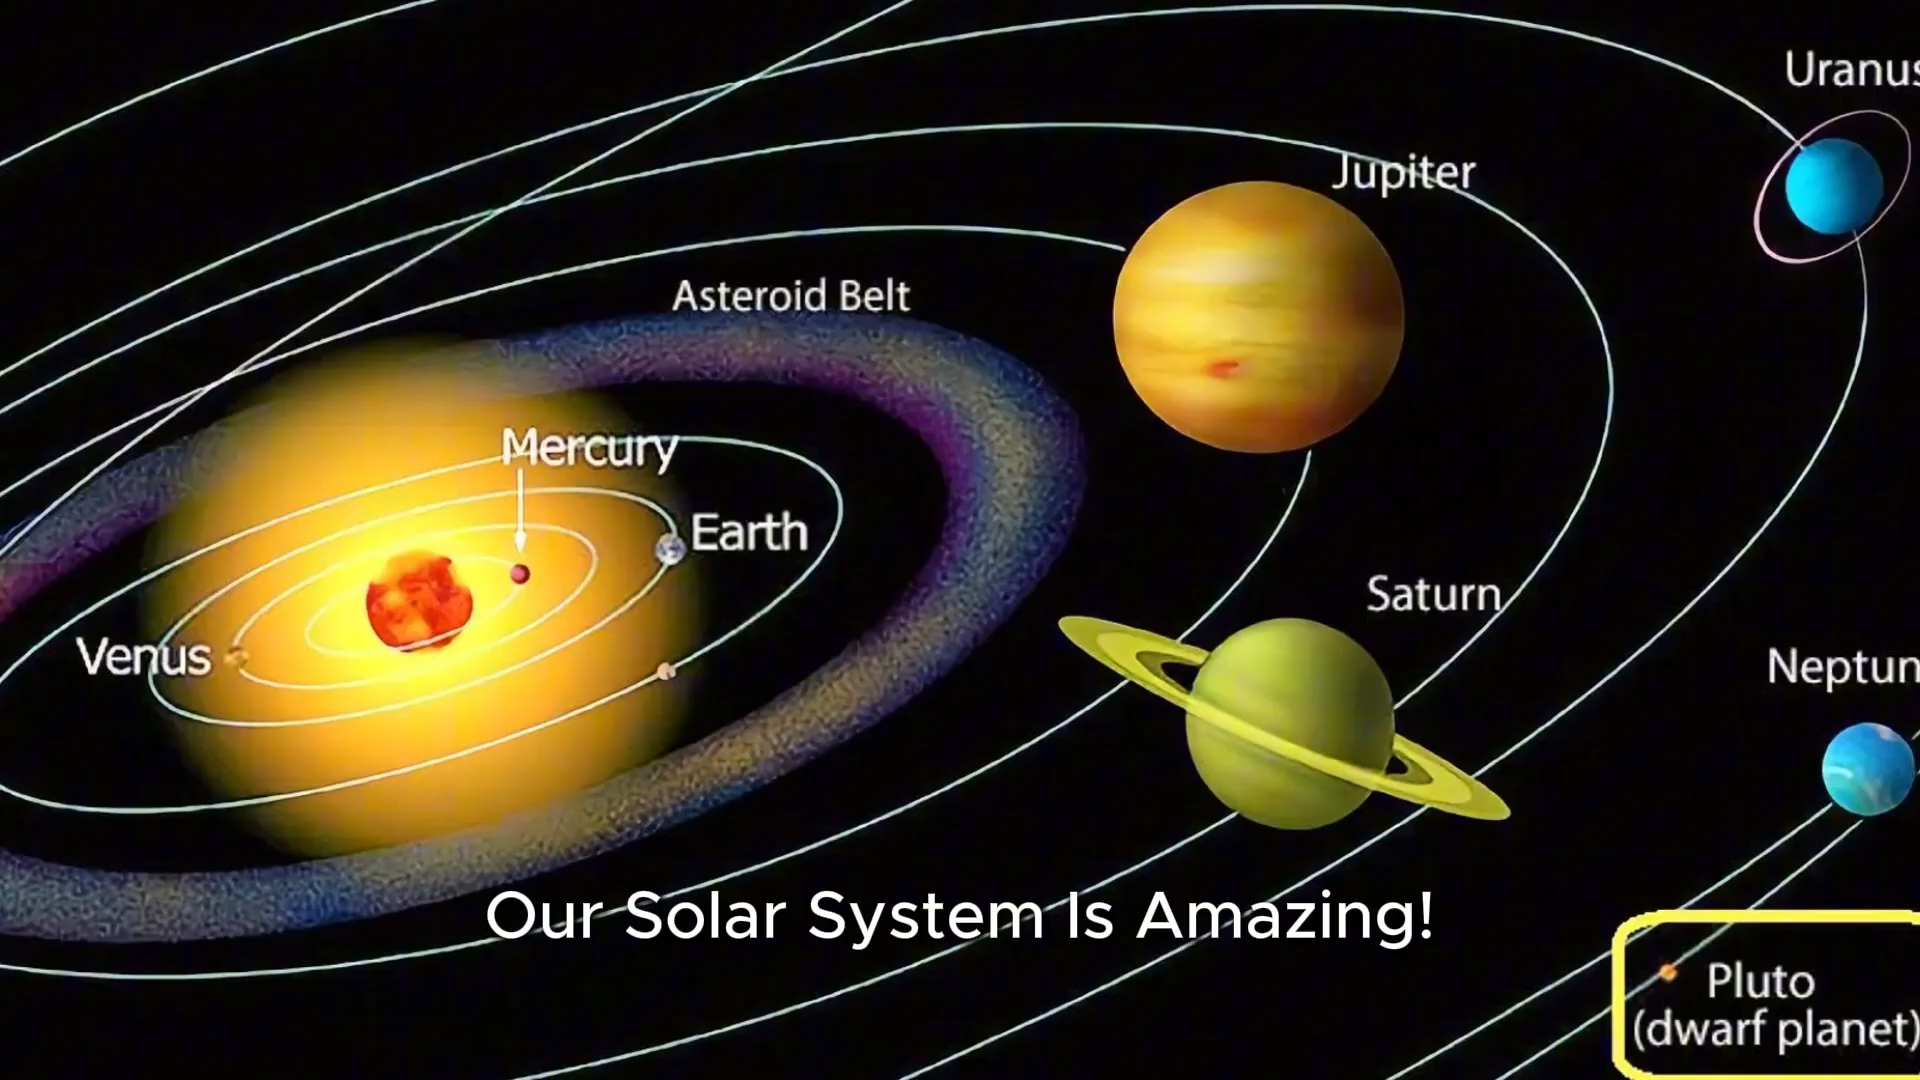 Uranus
Jupiter
Asteroid Belt
Mercury
Earth
Saturn
Venus
Neptun
Our Solar System Is Amazing!
Pluto
(dwarf planet)